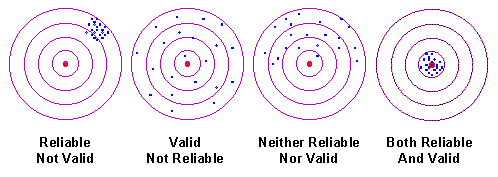 Reliable
Not Valid
Valid
Not Reliable
Neither Reliable
Nor Valid
Both Reliable
And Valid